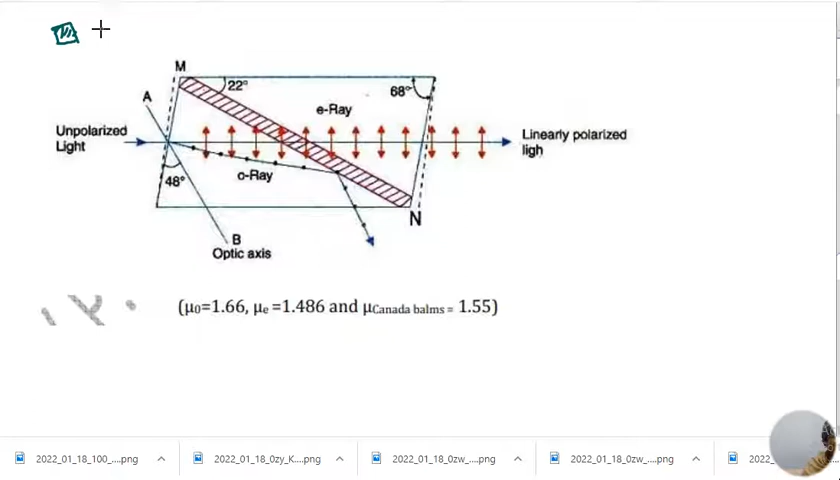 M
22°
68°
A
e-Ray
Unpolarized
Light
Linearly polarized
ligh
48°
o-Ray
N
B
Optic axis
(μ0=1.66, μe =1.486 and μCanada balms = 1.55)
2022_01_18_100_....png
2022_01_18_0zy_K....png
2022_01_18_0zw_....png
2022_01_18_0zw_....png
2022_